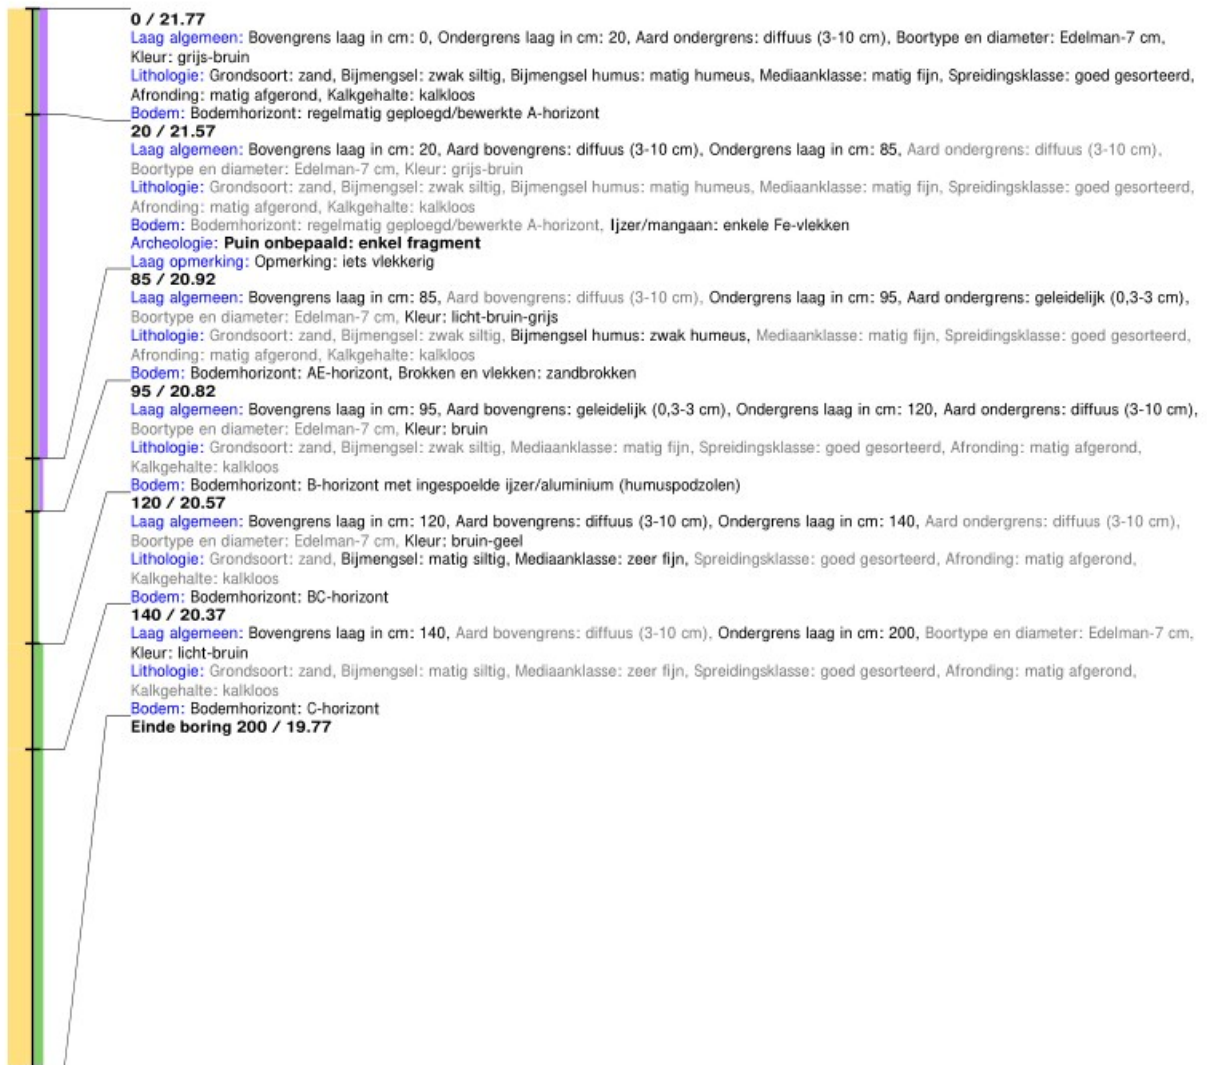 0 / 21.77
Laag algemeen: Bovengrens laag in cm: 0, Ondergrens laag in cm: 20, Aard ondergrens: diffuus (3-10 cm), Boortype en diameter: Edelman-7 cm,
Kleur: grijs-bruin
Lithologie: Grondsoort: zand, Bijmengsel: zwak siltig, Bijmengsel humus: matig humeus, Mediaanklasse: matig fijn, Spreidingsklasse: goed gesorteerd,
Afronding: matig afgerond, Kalkgehalte: kalkloos
Bodem: Bodemhorizont: regelmatig geploegd/bewerkte A-horizont
20 / 21.57
Laag algemeen: Bovengrens laag in cm: 20, Aard bovengrens: diffuus (3-10 cm), Ondergrens laag in cm: 85, Aard ondergrens: diffuus (3-10 cm),
Boortype en diameter: Edelman-7 cm, Kleur: grijs-bruin
Lithologie: Grondsoort: zand, Bijmengsel: zwak siltig, Bijmengsel humus: matig humeus, Mediaanklasse: matig fijn, Spreidingsklasse: goed gesorteerd,
Afronding: matig afgerond, Kalkgehalte: kalkloos
Bodem: Bodemhorizont: regelmatig geploegd/bewerkte A-horizont, Ijzer/mangaan: enkele Fe-vlekken
Archeologie: Puin onbepaald: enkel fragment
Laag opmerking: Opmerking: iets vlekkerig
85 / 20.92
Laag algemeen: Bovengrens laag in cm: 85, Aard bovengrens: diffuus (3-10 cm), Ondergrens laag in cm: 95, Aard ondergrens: geleidelijk (0,3-3 cm),
Boortype en diameter: Edelman-7 cm, Kleur: licht-bruin-grijs
Lithologie: Grondsoort: zand, Bijmengsel: zwak siltig, Bijmengsel humus: zwak humeus, Mediaanklasse: matig fijn, Spreidingsklasse: goed gesorteerd,
Afronding: matig afgerond, Kalkgehalte: kalkloos
Bodem: Bodemhorizont: AE-horizont, Brokken en vlekken: zandbrokken
95 / 20.82
Laag algemeen: Bovengrens laag in cm: 95, Aard bovengrens: geleidelijk (0,3-3 cm), Ondergrens laag in cm: 120, Aard ondergrens: diffuus (3-10 cm),
Boortype en diameter: Edelman-7 cm, Kleur: bruin
Lithologie: Grondsoort: zand, Bijmengsel: zwak siltig, Mediaanklasse: matig fijn, Spreidingsklasse: goed gesorteerd, Afronding: matig afgerond,
Kalkgehalte: kalkloos
Bodem: Bodemhorizont: B-horizont met ingespoelde ijzer/aluminium (humuspodzolen)
120 / 20.57
Laag algemeen: Bovengrens laag in cm: 120, Aard bovengrens: diffuus (3-10 cm), Ondergrens laag in cm: 140, Aard ondergrens: diffuus (3-10 cm),
Boortype en diameter: Edelman-7 cm, Kleur: bruin-geel
Lithologie: Grondsoort: zand, Bijmengsel: matig siltig, Mediaanklasse: zeer fijn, Spreidingsklasse: goed gesorteerd, Afronding: matig afgerond,
Kalkgehalte: kalkloos
Bodem: Bodemhorizont: BC-horizont
140 / 20.37
Laag algemeen: Bovengrens laag in cm: 140, Aard bovengrens: diffuus (3-10 cm), Ondergrens laag in cm: 200, Boortype en diameter: Edelman-7 cm,
Kleur: licht-bruin
Lithologie: Grondsoort: zand, Bijmengsel: matig siltig, Mediaanklasse: zeer fijn, Spreidingsklasse: goed gesorteerd, Afronding: matig afgerond,
Kalkgehalte: kalkloos
Bodem: Bodemhorizont: C-horizont
Einde boring 200 / 19.77